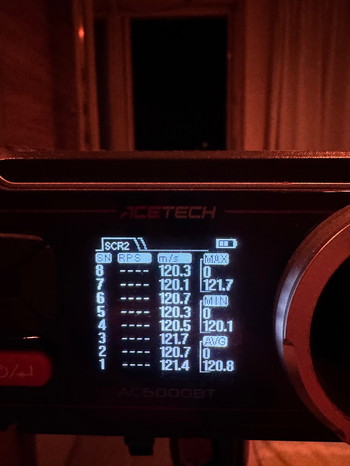 ACETECH
SCR2
SN RPS m/s MAX
8 ---- 120.3 0
7 ---- 120.1 121.7
6 ---- 120.7 MIN
5 ---- 120.3 0
4 ---- 120.5 120.1
3 ---- 121.7 AVG
2 ---- 120.7 0
1 ---- 121.4 120.8
AC6000BT